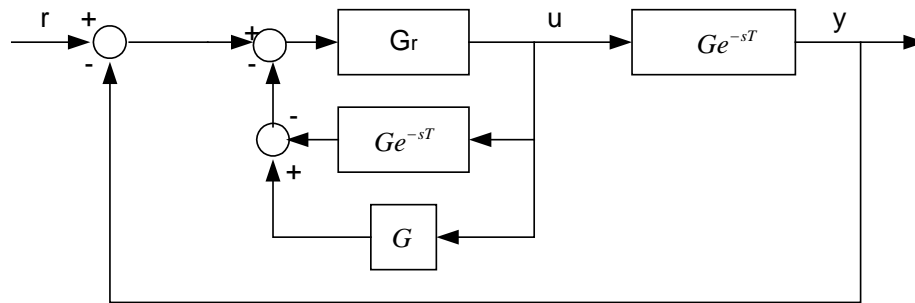 r
+
-
+
-
Gr
u
Ge^{-sT}
y
-
Ge^{-sT}
+
G